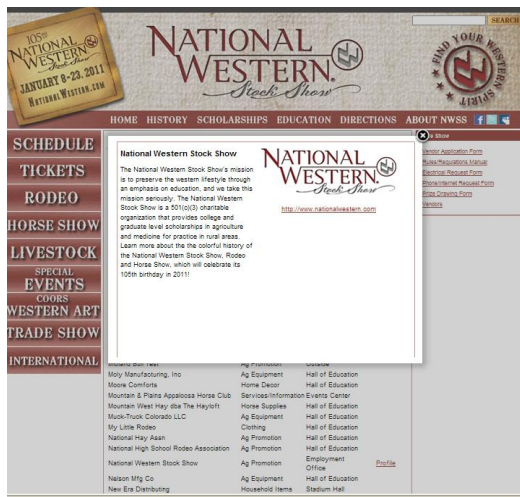 105th
NATIONAL
WESTERN
Stock Show
JANUARY 8-23, 2011
NATIONALWESTERN.COM
NATIONAL
WESTERN.
Stock Show
SEARCH
FIND YOUR WESTERN SPIRIT
HOME HISTORY SCHOLARSHIPS EDUCATION DIRECTIONS ABOUT NWSS
SCHEDULE
TICKETS
RODEO
HORSE SHOW
LIVESTOCK
SPECIAL
EVENTS
COORS
WESTERN ART
TRADE SHOW
INTERNATIONAL
National Western Stock Show
The National Western Stock Show's mission
is to preserve the western lifestyle through
an emphasis on education, and we take this
mission seriously. The National Western
Stock Show is a 501(c)(3) charitable
organization that provides college and
graduate level scholarships in agriculture
and medicine for practice in rural areas.
Learn more about the the colorful history of
the National Western Stock Show, Rodeo
and Horse Show, which will celebrate its
105th birthday in 2011!
NATIONAL
WESTERN.
Stock Show
http://www.nationalwestern.com
Show
Vendor Application Form
Rules/Regulations Manual
Electrical Request Form
Phone/Internet Request Form
Prize Drawing Form
Vendors
Midland Bull Test Ag Promotion Outside
Moly Manufacturing, Inc Ag Equipment Hall of Education
Moore Comforts Home Decor Hall of Education
Mountain & Plains Appaloosa Horse Club Services/Information Events Center
Mountain West Hay dba The Hayloft Horse Supplies Hall of Education
Muck-Truck Colorado LLC Ag Equipment Hall of Education
My Little Rodeo Clothing Hall of Education
National Hay Assn Ag Promotion Hall of Education
National High School Rodeo Association Ag Promotion Hall of Education
National Western Stock Show Ag Promotion Employment Office Profile
Nelson Mfg Co Ag Equipment Hall of Education
New Era Distributing Household Items Stadium Hall